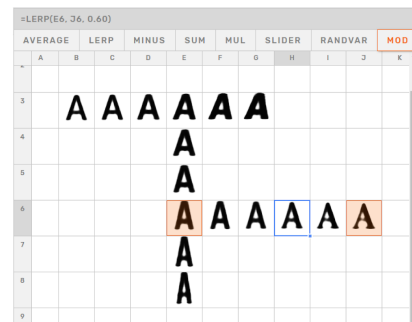 =LERP(E6, J6, 0.60)
AVERAGE LERP MINUS SUM MUL SLIDER RANDVAR MOD
A B C D E F G H I J K
3 A A A A A A
4 A
5 A
6 A A A A A A
7 A
8 A
9